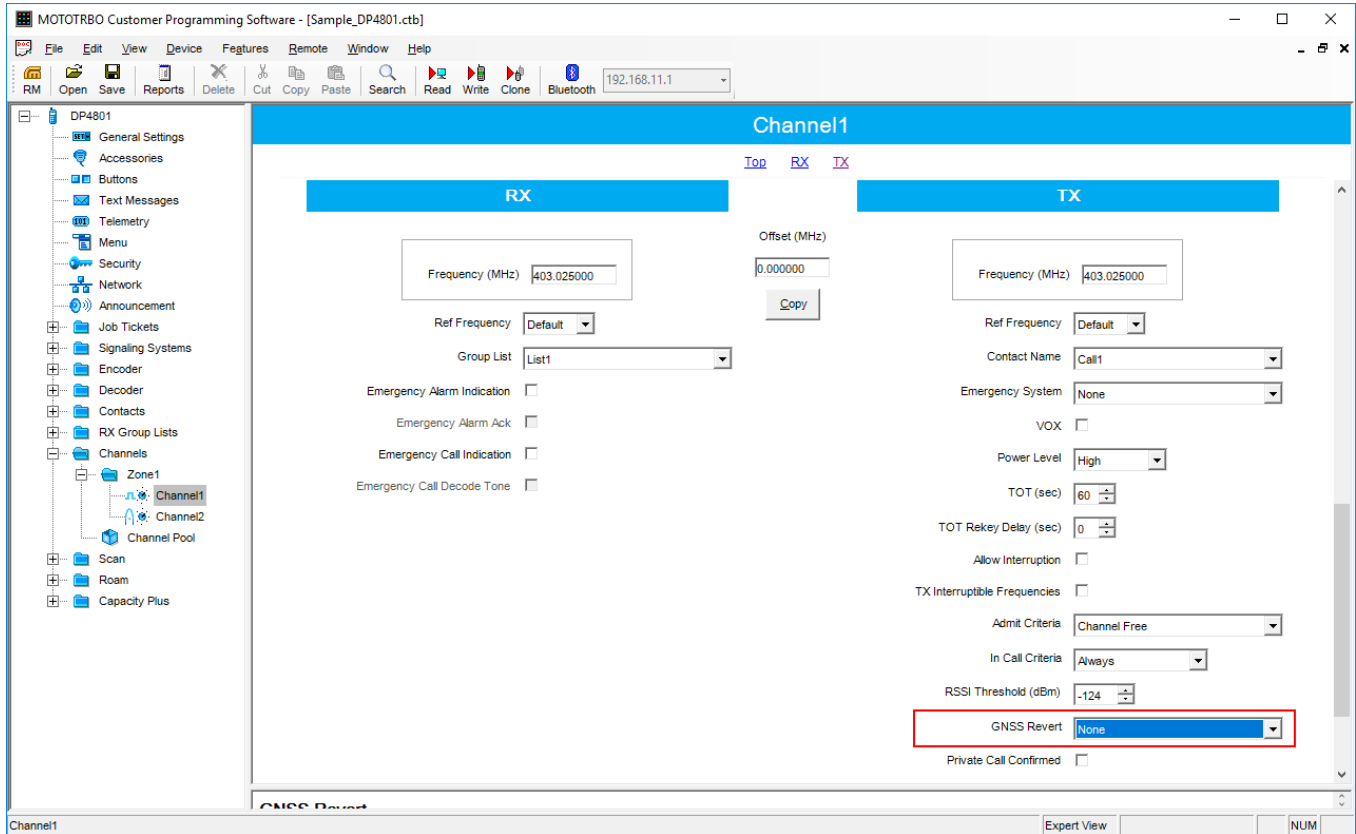 MOTOTRBO Customer Programming Software - [Sample_DP4801.ctb]
File Edit View Device Features Remote Window Help
RM Open Save Reports Delete Cut Copy Paste Search Read Write Clone Bluetooth 192.168.11.1
DP4801
General Settings
Accessories
Buttons
Text Messages
Telemetry
Menu
Security
Network
Announcement
Job Tickets
Signaling Systems
Encoder
Decoder
Contacts
RX Group Lists
Channels
Zone1
Channel1
Channel2
Channel Pool
Scan
Roam
Capacity Plus
Channel1
Top RX TX
RX
Frequency (MHz) 403.025000
Ref Frequency Default
Group List List1
Emergency Alarm Indication
Emergency Alarm Ack
Emergency Call Indication
Emergency Call Decode Tone
Offset (MHz)
0.000000
Copy
TX
Frequency (MHz) 403.025000
Ref Frequency Default
Contact Name Call1
Emergency System None
VOX
Power Level High
TOT (sec) 60
TOT Rekey Delay (sec) 0
Allow Interruption
TX Interruptible Frequencies
Admit Criteria Channel Free
In Call Criteria Always
RSSI Threshold (dBm) -124
GNSS Revert None
Private Call Confirmed
GNSS Revert
Channel1 Expert View NUM